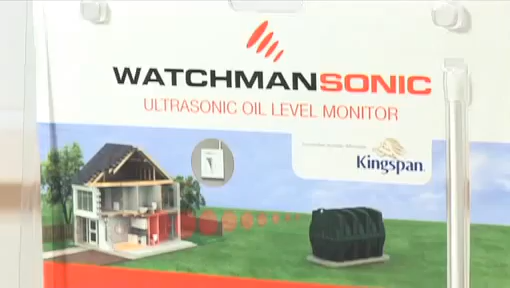 WATCHMANSONIC
ULTRASONIC OIL LEVEL MONITOR
Kingspan